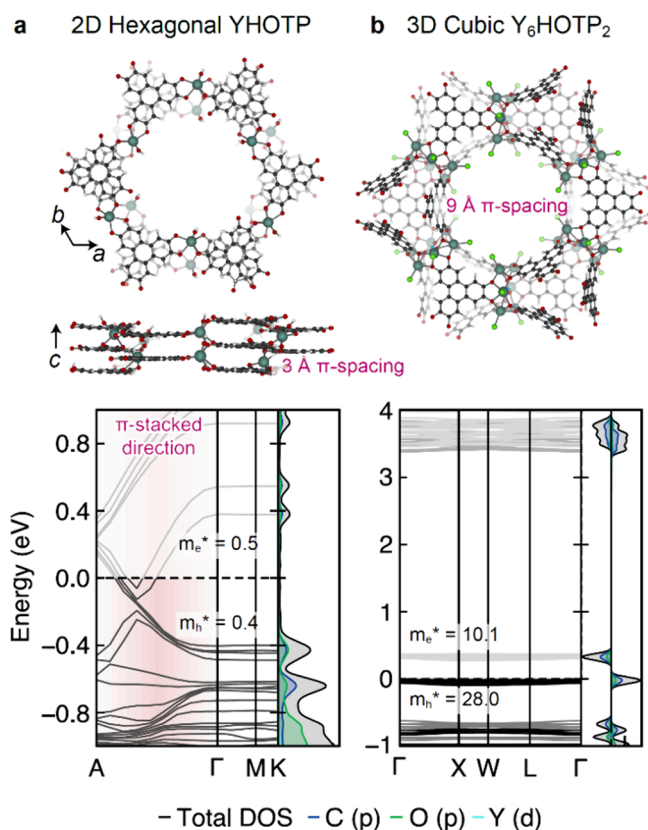 a 2D Hexagonal YHOTP
b 3D Cubic Y₆HOTP₂
b
a
9 Å π-spacing
c
3 Å π-spacing
π-stacked
direction
Energy (eV)
0.8
0.4
0.0
−0.4
−0.8
mₑ* = 0.5
mₕ* = 0.4
A Γ M K
4
3
2
1
0
−1
mₑ* = 10.1
mₕ* = 28.0
Γ X W L Γ
Total DOS C (p) O (p) Y (d)